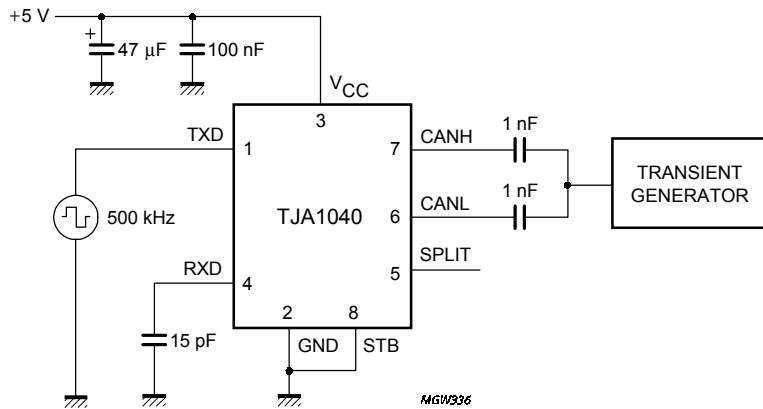 +5 V
+
47 µF
100 nF
VCC
3
TXD
1
500 kHz
TJA1040
7
CANH
1 nF
6
CANL
1 nF
TRANSIENT
GENERATOR
SPLIT
5
RXD
4
15 pF
2
8
GND
STB
MGW336